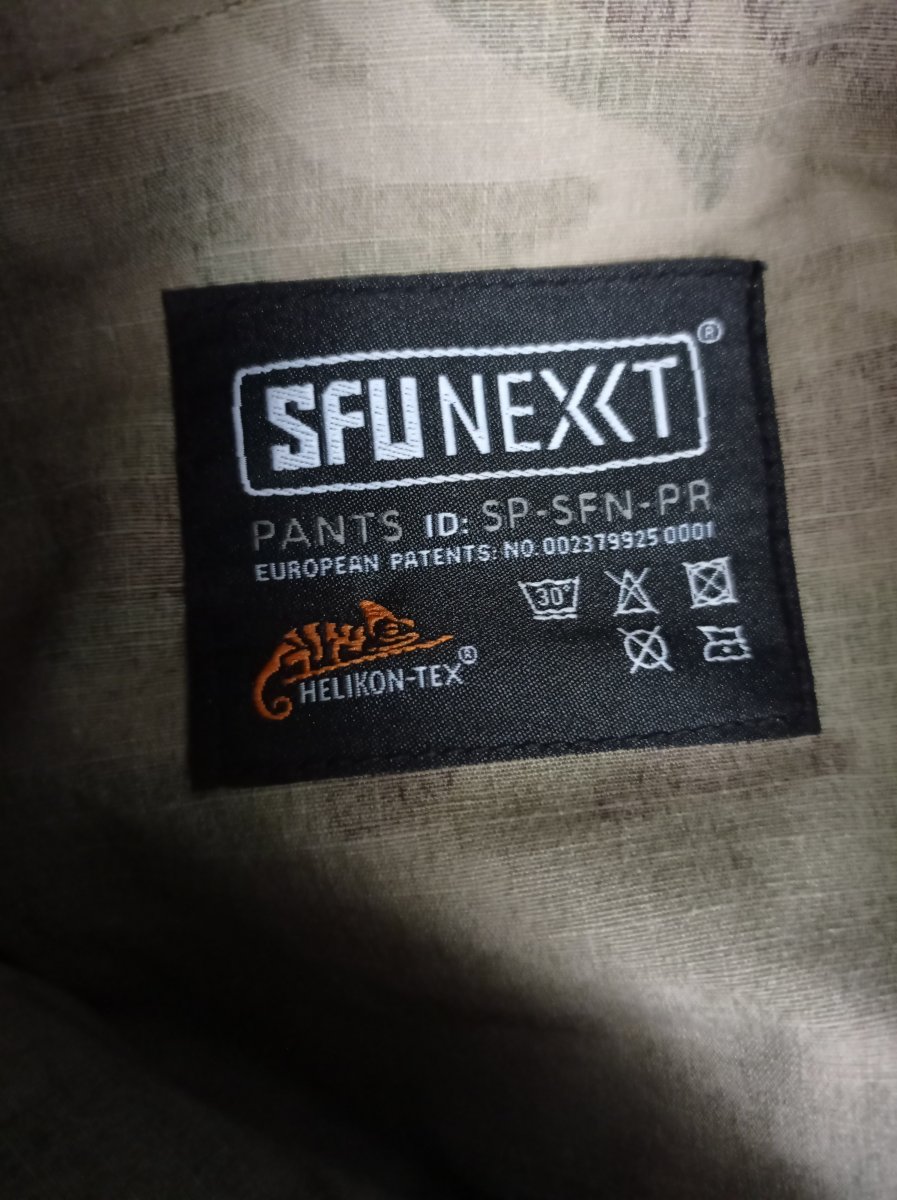 SFU NEXT®
PANTS ID: SP-SFN-PR
EUROPEAN PATENTS: NO. 002379925 0001
30°
HELIKON-TEX®